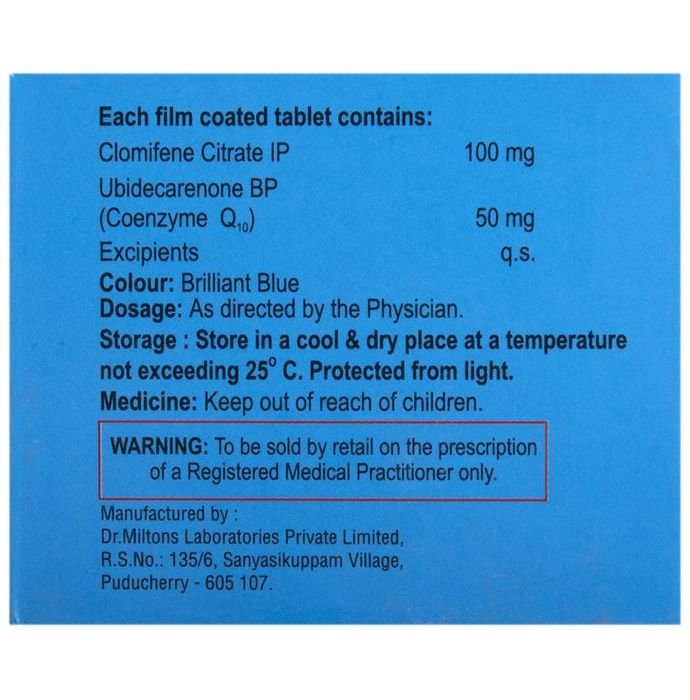 Each film coated tablet contains:
Clomifene Citrate IP 100 mg
Ubidecarenone BP
(Coenzyme Q10) 50 mg
Excipients q.s.
Colour: Brilliant Blue
Dosage: As directed by the Physician.
Storage : Store in a cool & dry place at a temperature
not exceeding 25° C. Protected from light.
Medicine: Keep out of reach of children.
WARNING: To be sold by retail on the prescription
of a Registered Medical Practitioner only.
Manufactured by :
Dr.Miltons Laboratories Private Limited,
R.S.No.: 135/6, Sanyasikuppam Village,
Puducherry - 605 107.